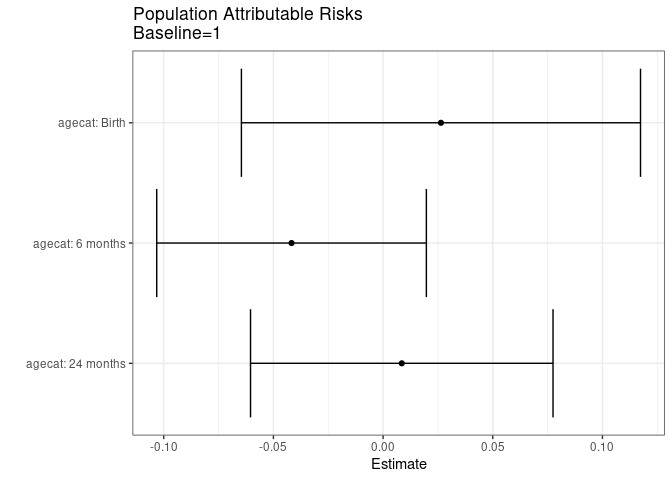 Population Attributable Risks
Baseline=1
agecat: Birth
agecat: 6 months
agecat: 24 months
-0.10 -0.05 0.00 0.05 0.10
Estimate